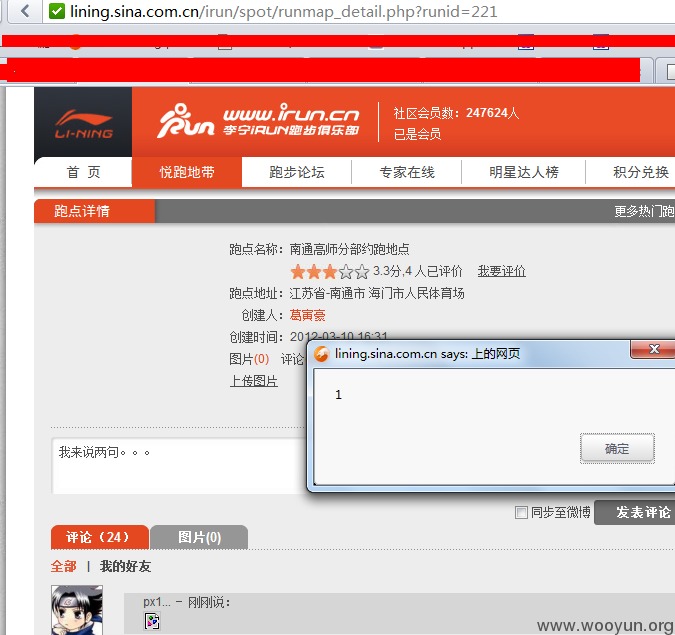 lining.sina.com.cn/irun/spot/runmap_detail.php?runid=221
LI-NING
Run
www.irun.cn
李宁iRUN跑步俱乐部
社区会员数：247624人
已是会员
首 页 悦跑地带 跑步论坛 专家在线 明星达人榜 积分兑换
跑点详情 更多热门跑
跑点名称：南通高师分部约跑地点
3.3分,4 人已评价 我要评价
跑点地址：江苏省-南通市 海门市人民体育场
创建人：葛寅豪
创建时间：2012-03-10 16:31
图片(0) 评论
上传图片
lining.sina.com.cn says: 上的网页
1
确定
我来说两句。。。
同步至微博 发表评论
评论（24） 图片(0)
全部 | 我的好友
px1... - 刚刚说：
www.wooyun.org